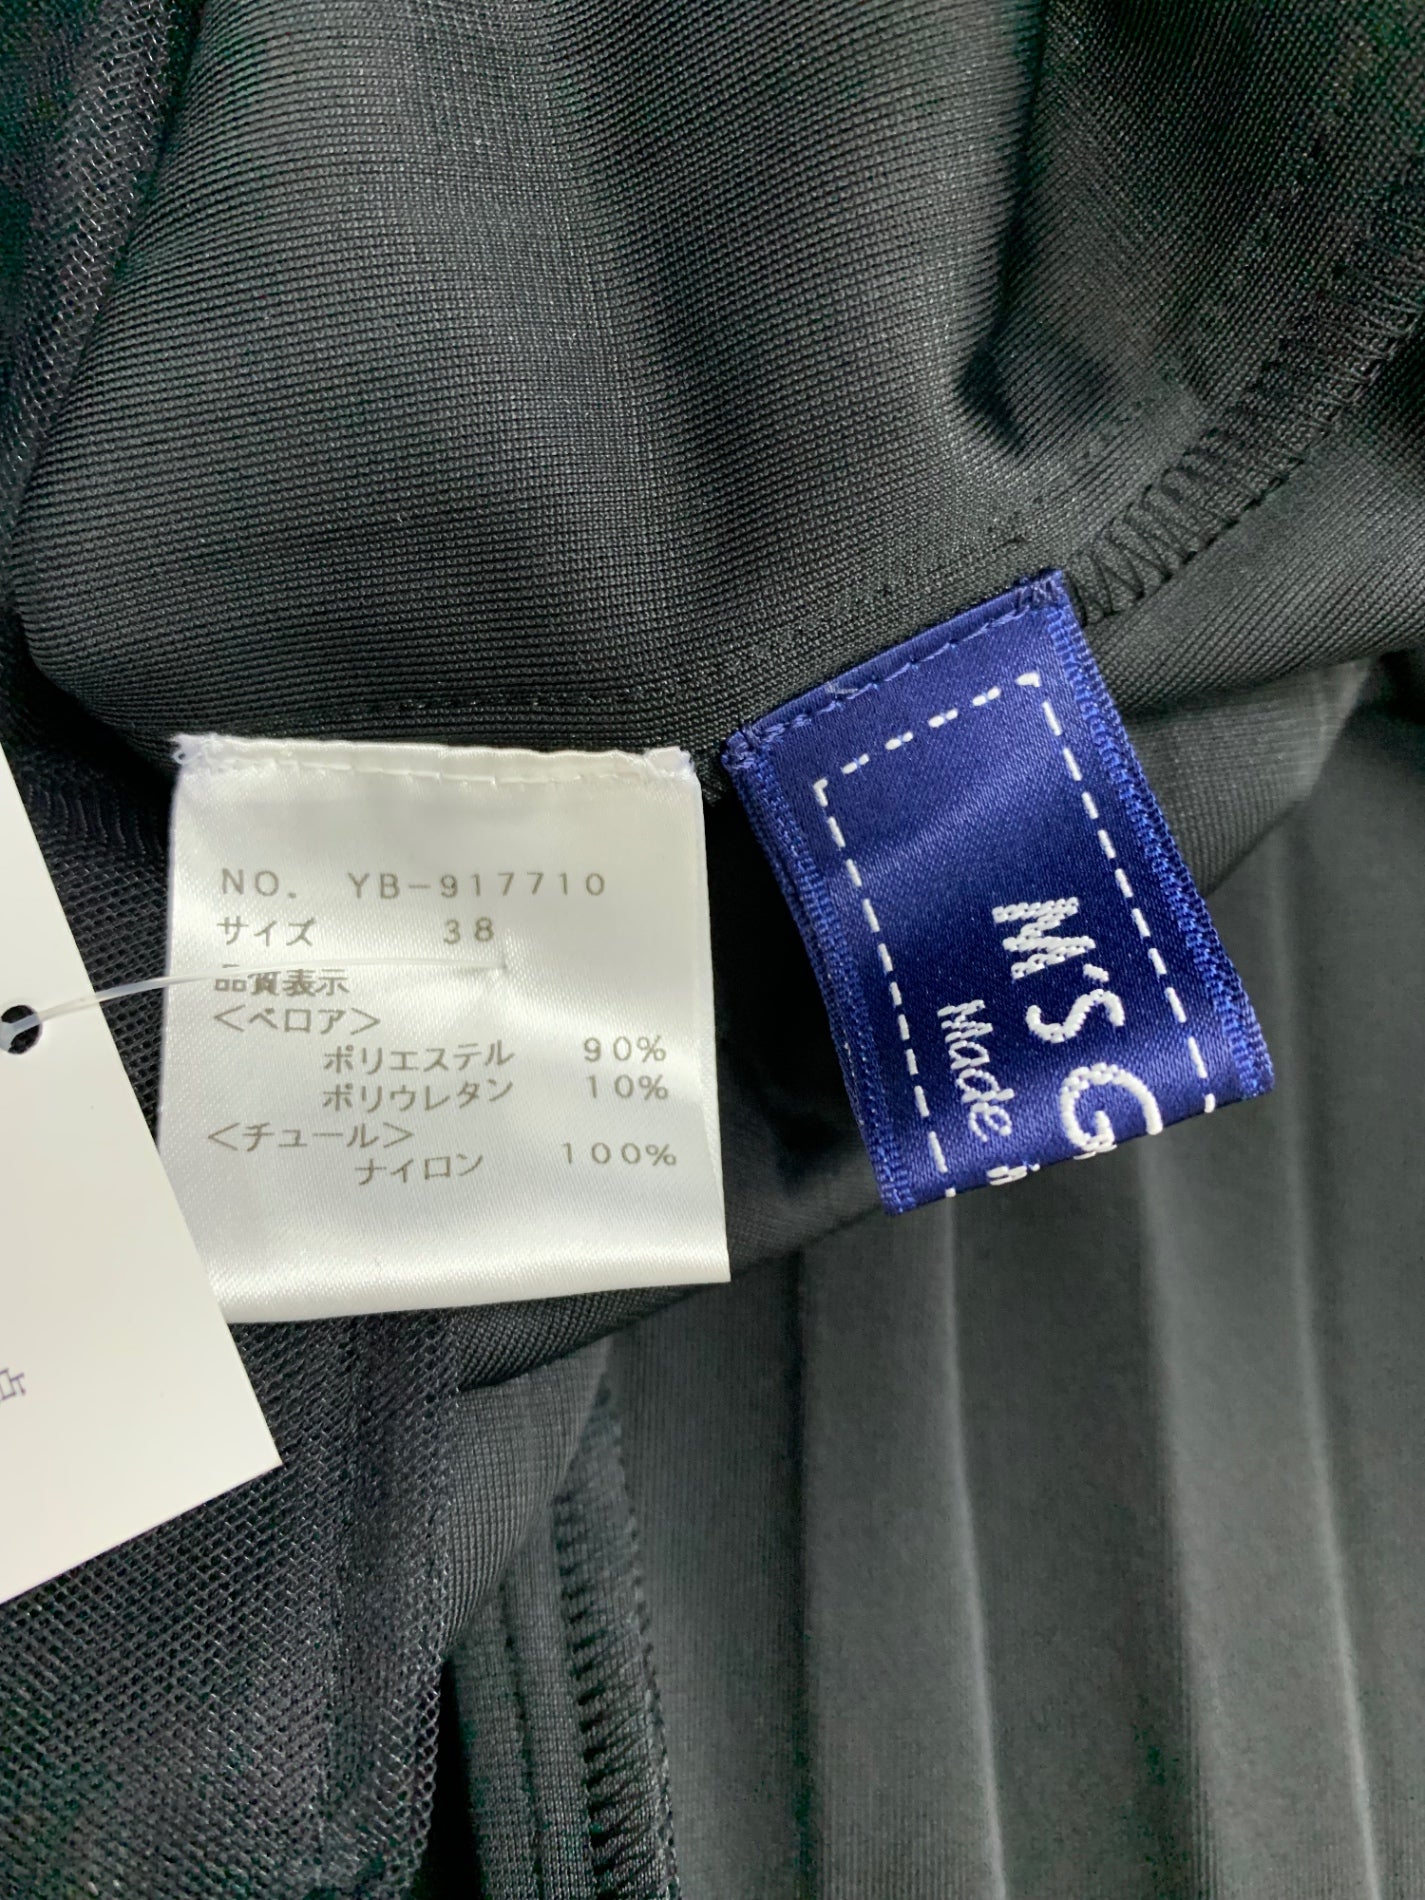 NO. YB-917710
サイズ 38
品質表示
<ベロア>
ポリエステル 90%
ポリウレタン 10%
<チュール>
ナイロン 100%
M'S G
Made in